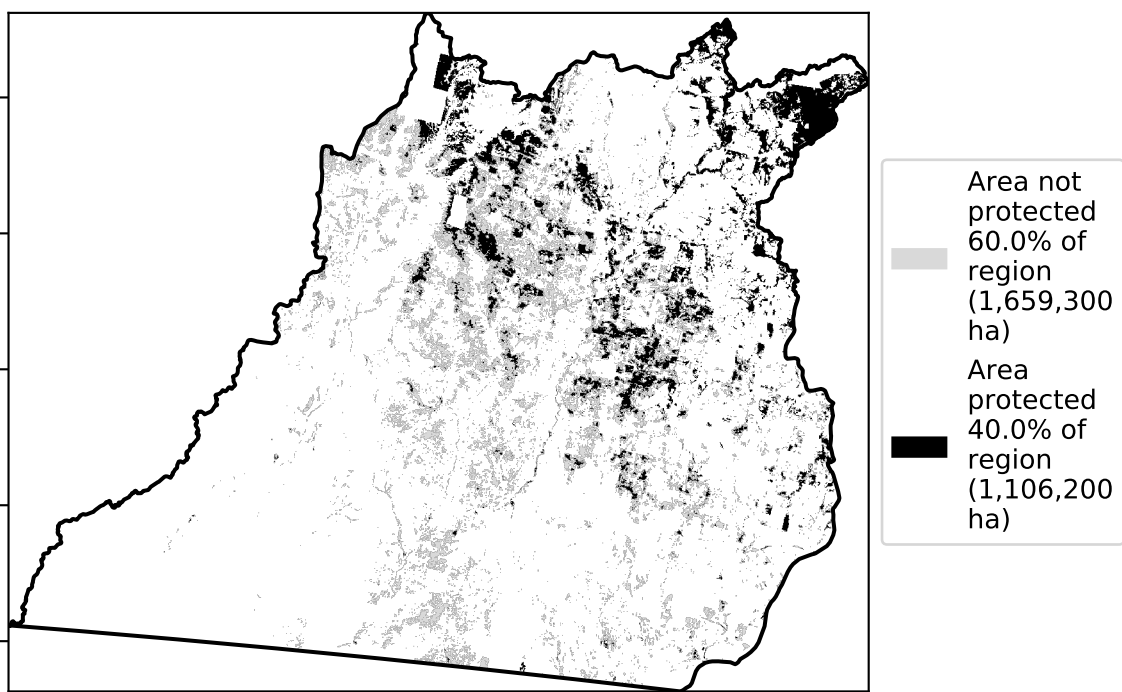 Area not
protected
60.0% of
region
(1,659,300
ha)
Area
protected
40.0% of
region
(1,106,200
ha)